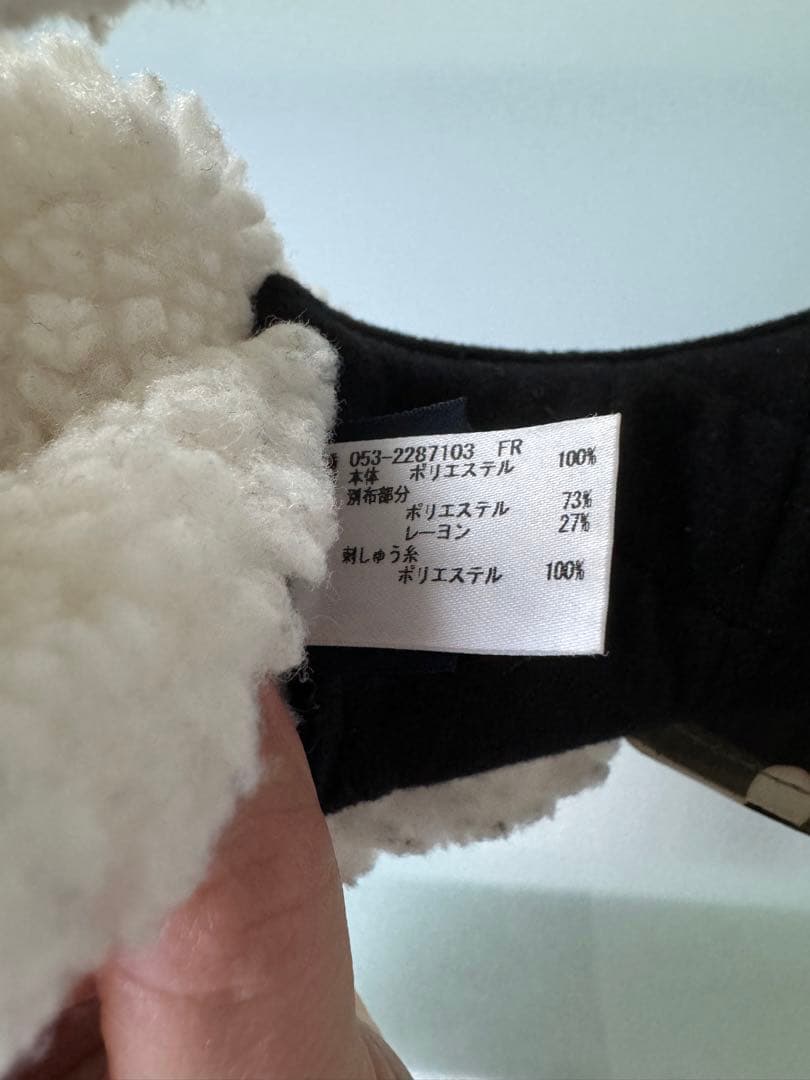 053-2287103 FR
本体 ポリエステル 100%
別布部分
ポリエステル 73%
レーヨン 27%
刺しゅう糸
ポリエステル 100%